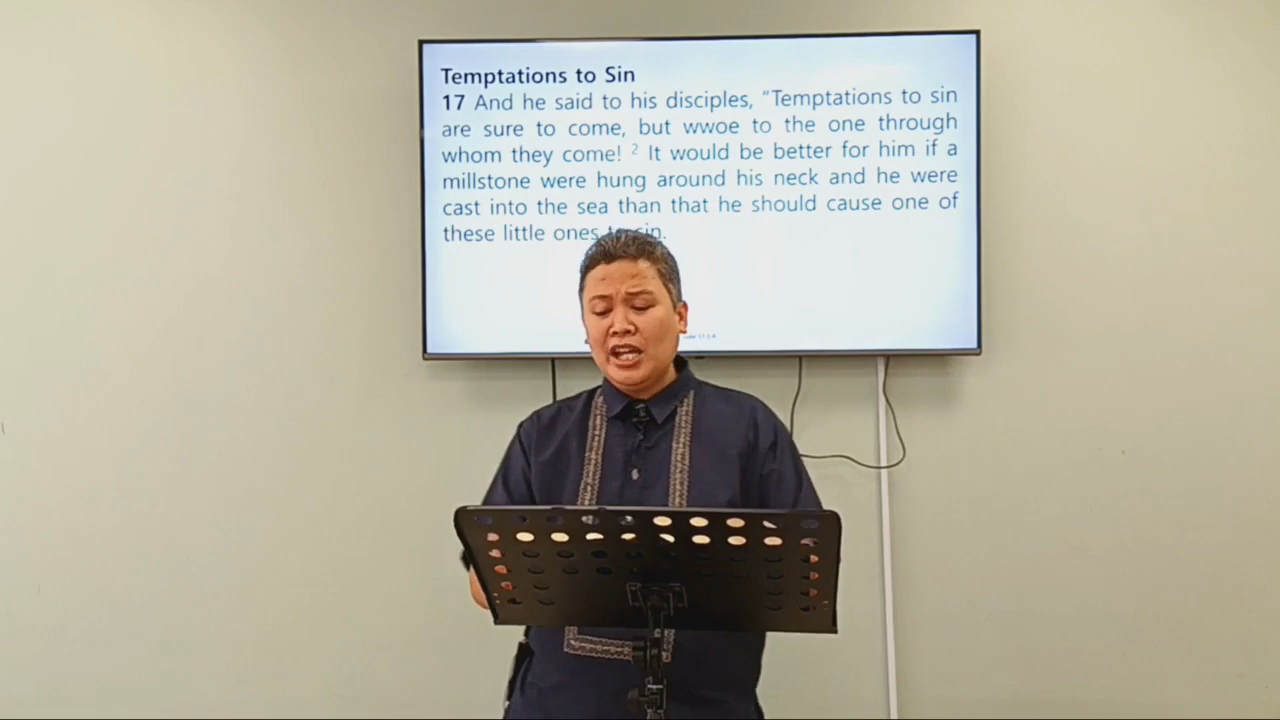 Temptations to Sin
17 And he said to his disciples, "Temptations to sin
are sure to come, but wwoe to the one through
whom they come! 2 It would be better for him if a
millstone were hung around his neck and he were
cast into the sea than that he should cause one of
these little ones to sin.